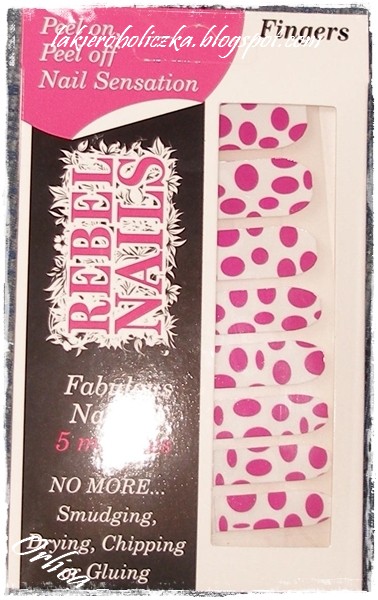 Peel on
Peel off
Nail Sensation
lakieroholiczka.blogspot.com
Fingers
REBEL
NAILS
Fabulous
5
NO MORE...
Smudging,
Drying, Chipping
Gluing